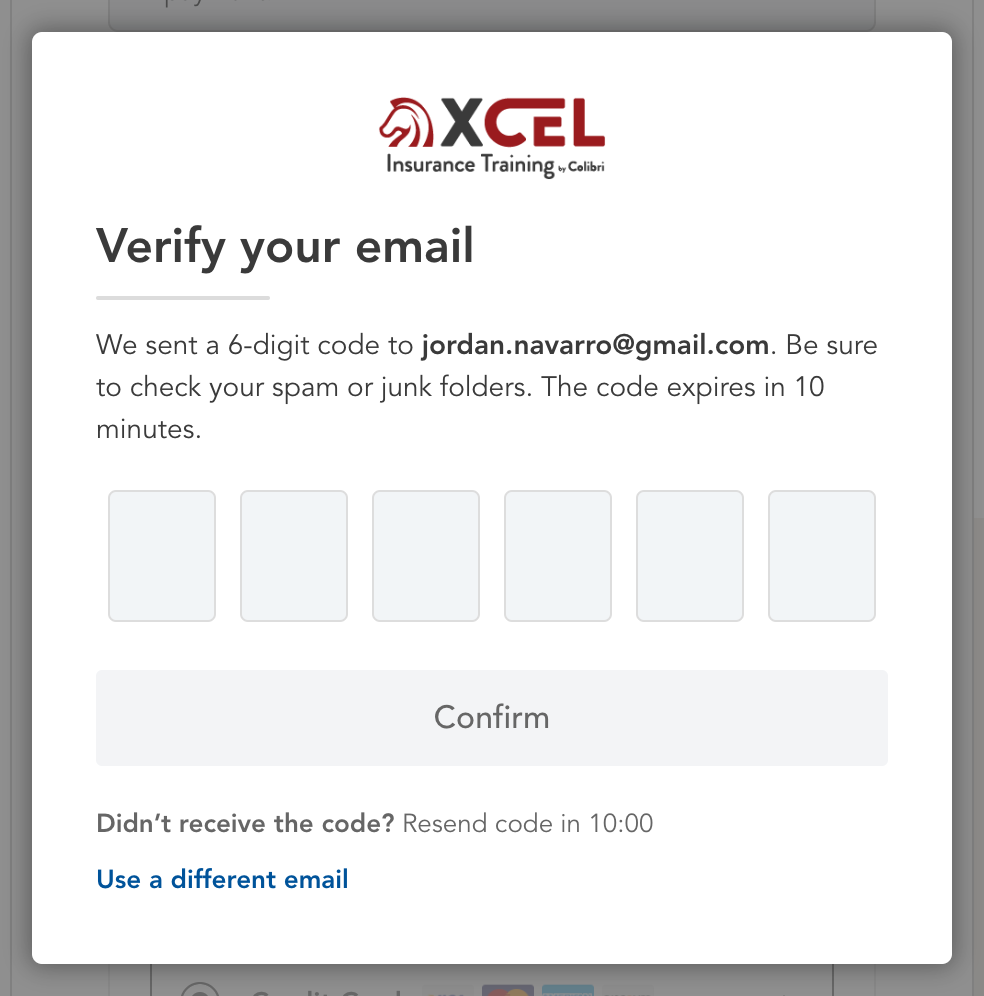 XCEL
Insurance Training by Colibri
Verify your email
We sent a 6-digit code to jordan.navarro@gmail.com. Be sure
to check your spam or junk folders. The code expires in 10
minutes.
Confirm
Didn’t receive the code? Resend code in 10:00
Use a different email